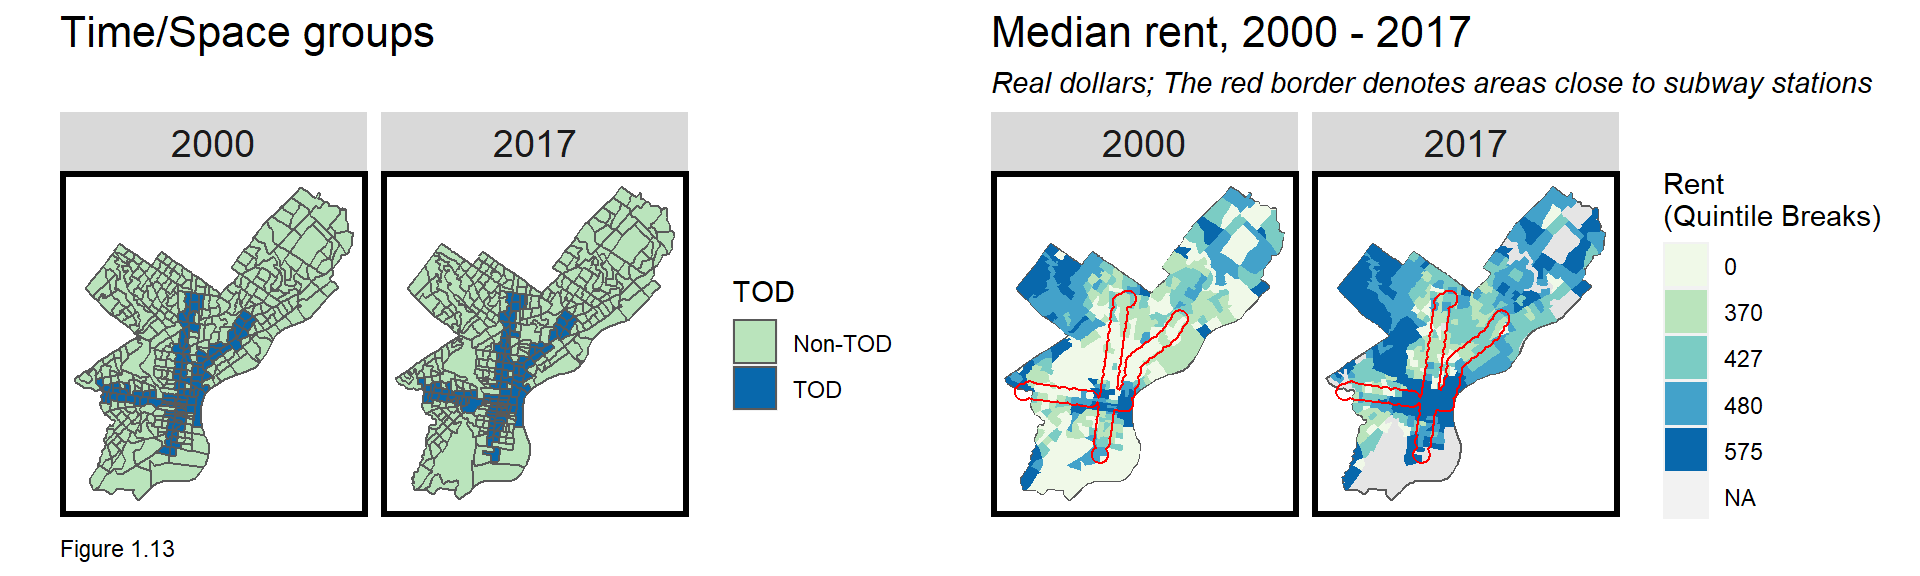 Time/Space groups
2000
2017
TOD
Non-TOD
TOD
Figure 1.13
Median rent, 2000 - 2017
Real dollars; The red border denotes areas close to subway stations
2000
2017
Rent
(Quintile Breaks)
0
370
427
480
575
NA